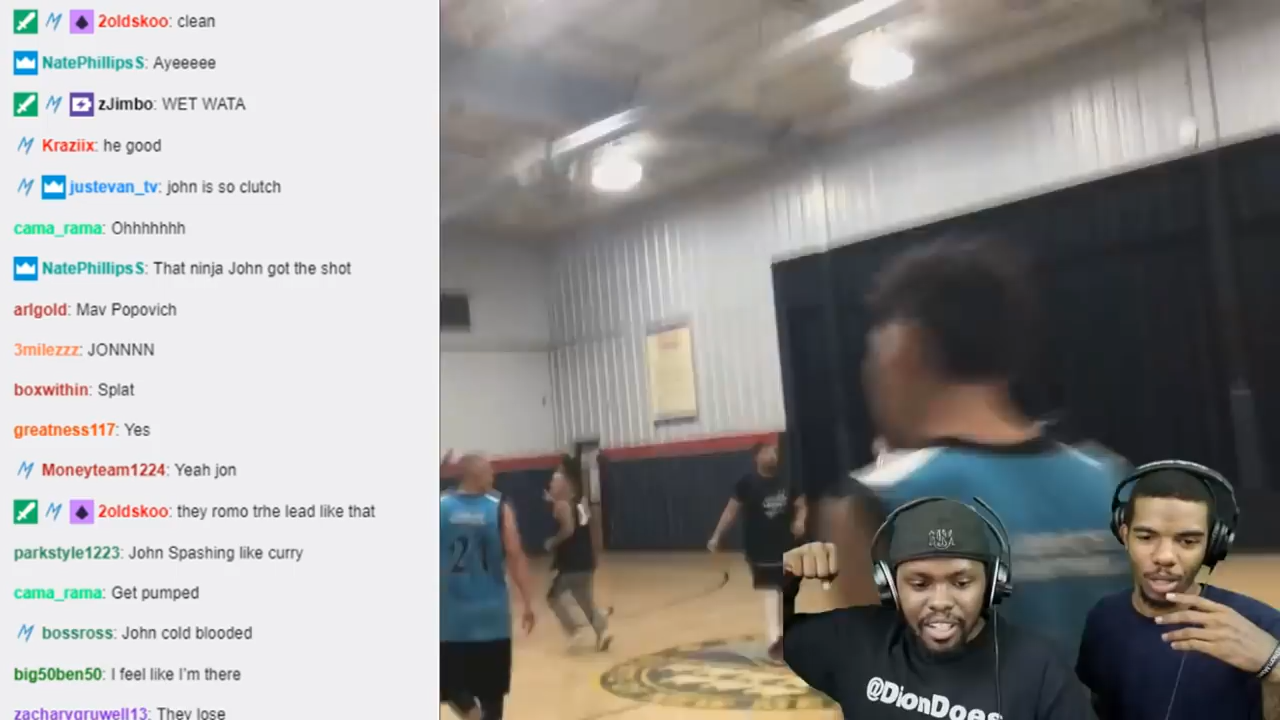 2oldskoo: clean
NatePhillipsS: Ayeeeee
zJimbo: WET WATA
Kraziix: he good
justevan_tv: john is so clutch
cama_rama: Ohhhhhhh
NatePhillipsS: That ninja John got the shot
arlgold: Mav Popovich
3milezzz: JONNNN
boxwithin: Splat
greatness117: Yes
Moneyteam1224: Yeah jon
2oldskoo: they romo trhe lead like that
parkstyle1223: John Spashing like curry
cama_rama: Get pumped
bossross: John cold blooded
big50ben50: I feel like I'm there
zacharygruwell13: They lose
21
@DionDoes